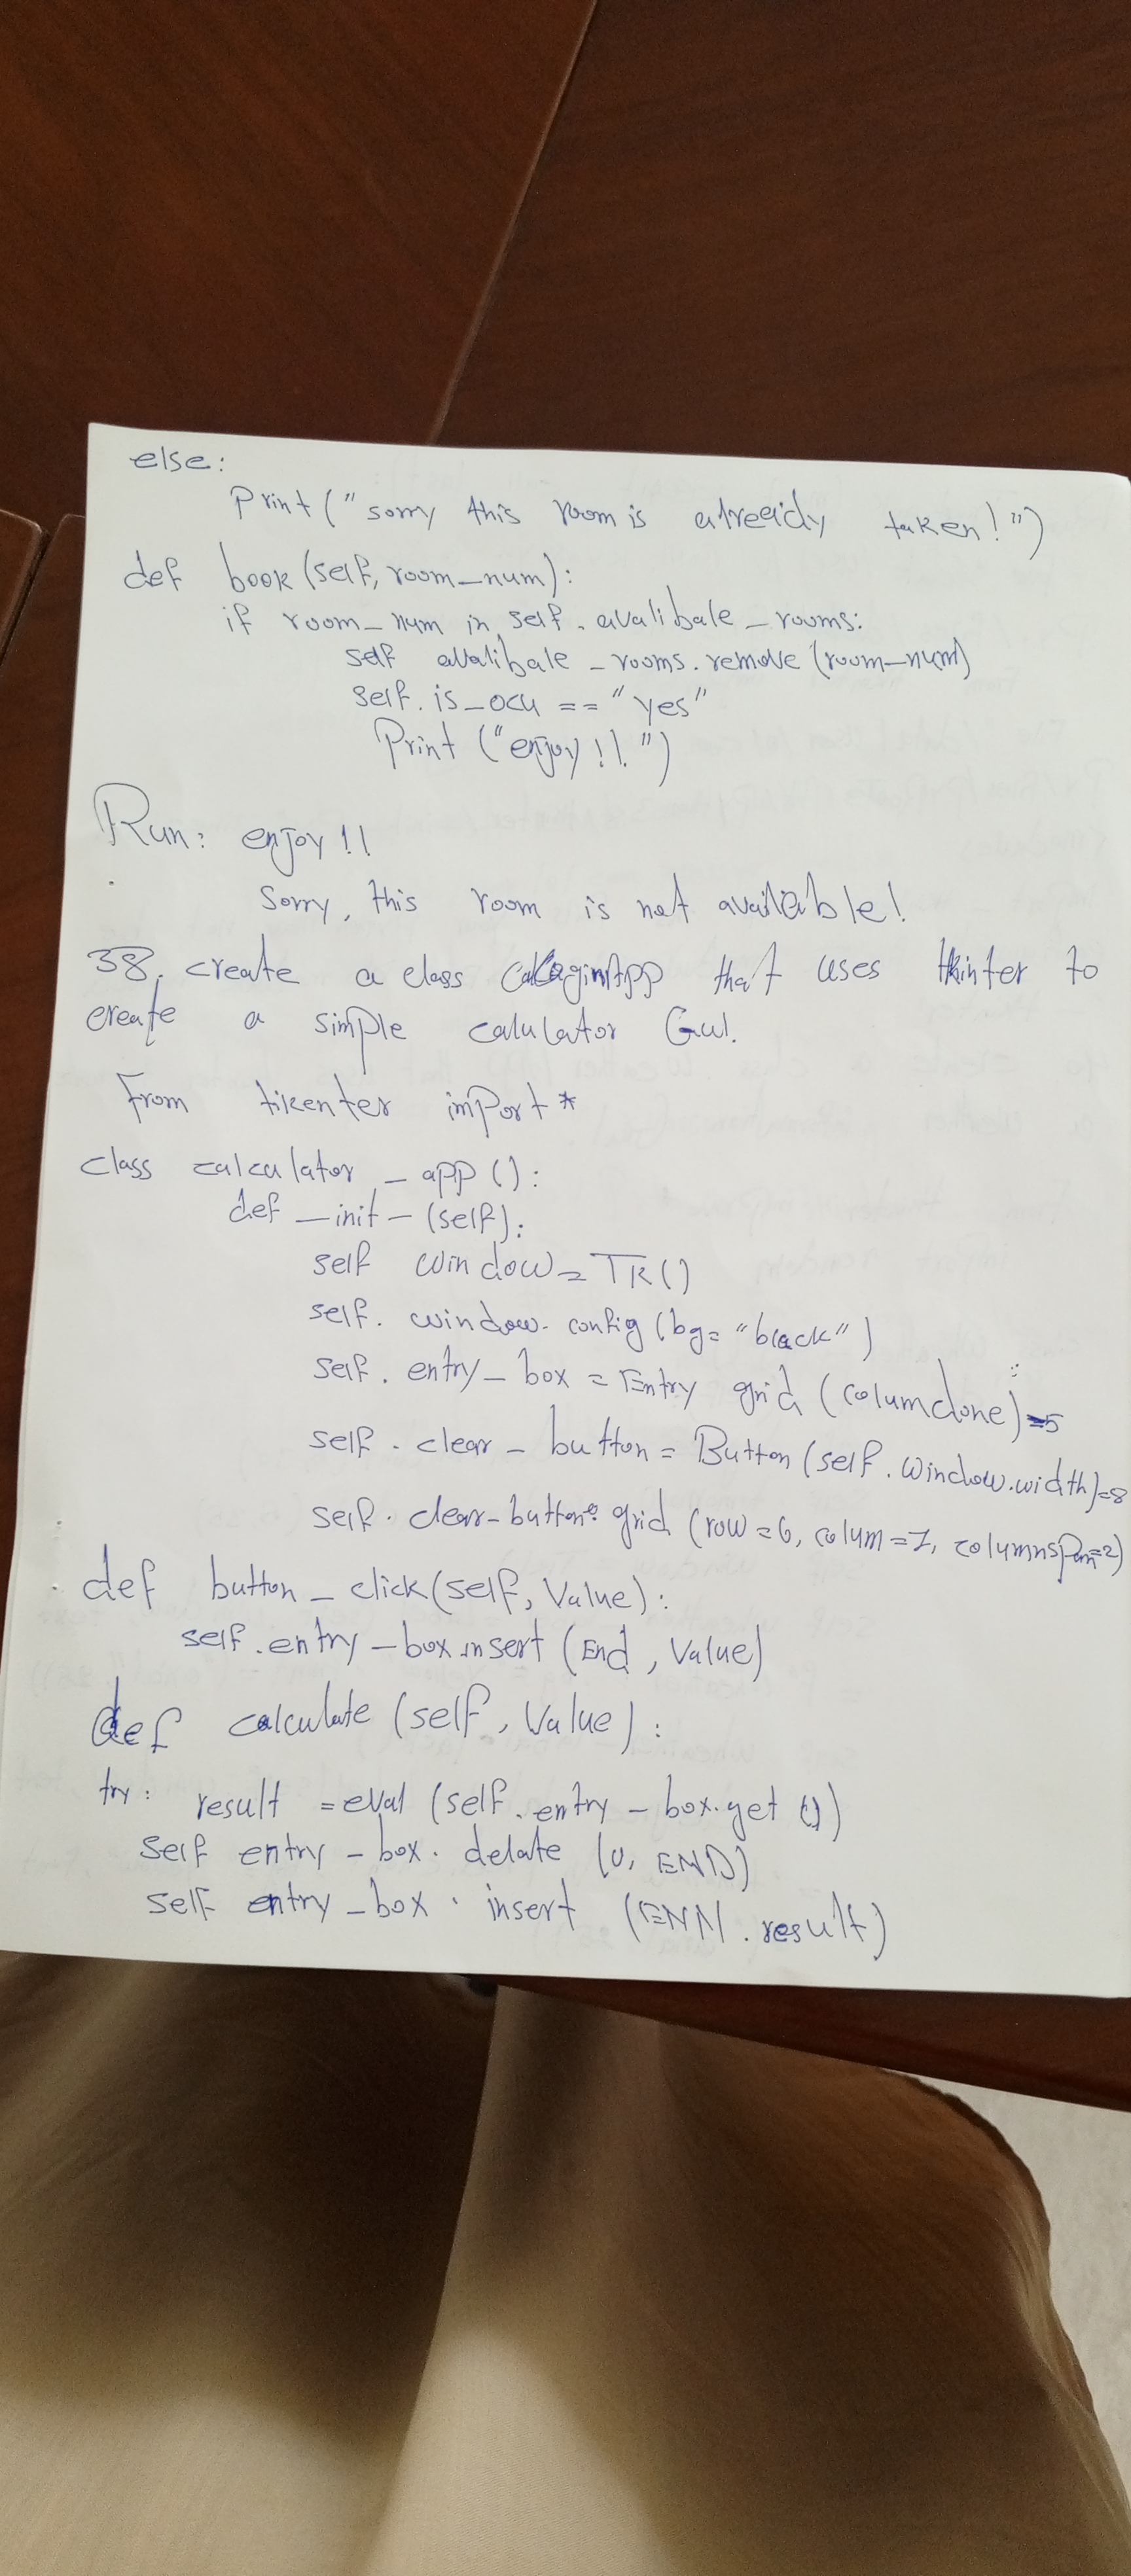 else:
Print("sorry this room is already taken!")
def book(self, room_num):
if room_num in self.avalibale_rooms:
self avalibale_rooms.remove(room_num)
self.is_ocu == "yes"
Print ("enjoy!!")
Run: enjoy!!
Sorry, this room is not available!
38. create a class that uses tkinter to
create a simple calulator Gui.
From tikenter import *
class calculator_app():
def _init_(self):
self window = TK()
self. window. config (bg= "black")
self. entry_box = Entry grid (columclone)=5
self. clear_button = Button (self. window.width)=8
self. clear_button. grid (row=6, colum=1, columnspan=2)
def button_click(self, Value):
self.entry_box.insert (End, Value)
def calculate (self, Value):
try: result = eval (self.entry_box.get ())
self entry_box. delate (0, END)
self entry_box. insert (ENN. result)